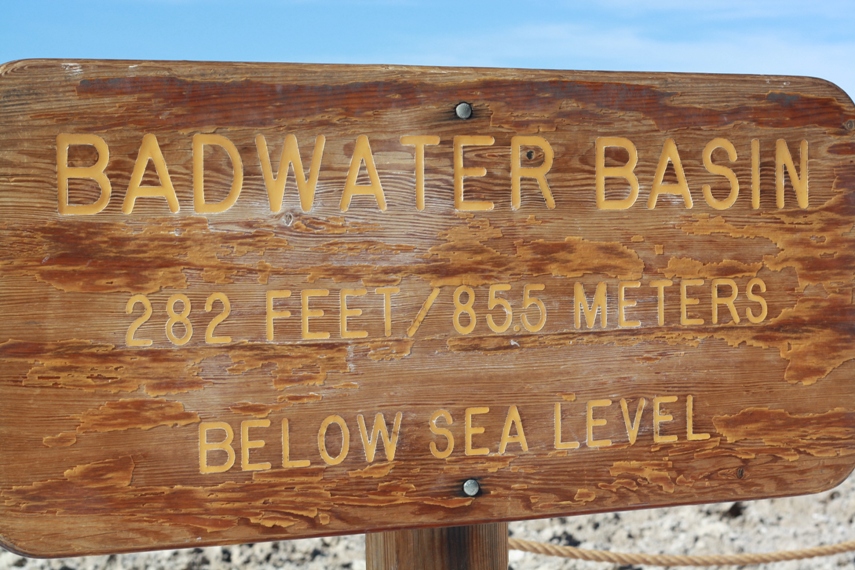 BADWATER BASIN
282 FEET/85.5 METERS
BELOW SEA LEVEL